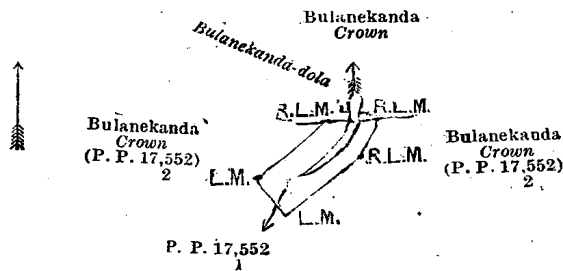 Bulanekanda
Crown
Bulanekanda-dola
R.L.M. R.L.M.
Bulanekanda
Crown
(P. P. 17,552)
2
Bulanekanda
Crown
(P. P. 17,552)
2
R.L.M.
L.M.
L.M.
P. P. 17,552
1